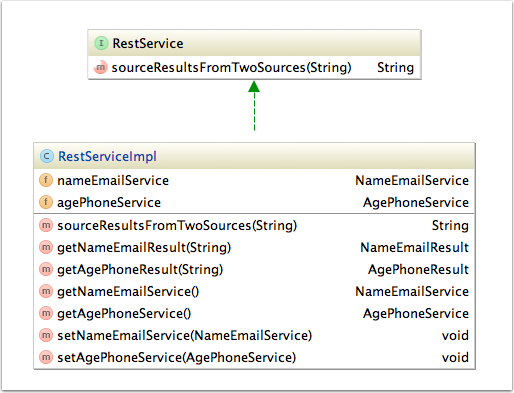 I RestService
m sourceResultsFromTwoSources(String) String
C RestServiceImpl
f nameEmailService NameEmailService
f agePhoneService AgePhoneService
m sourceResultsFromTwoSources(String) String
m getNameEmailResult(String) NameEmailResult
m getAgePhoneResult(String) AgePhoneResult
m getNameEmailService() NameEmailService
m getAgePhoneService() AgePhoneService
m setNameEmailService(NameEmailService) void
m setAgePhoneService(AgePhoneService) void